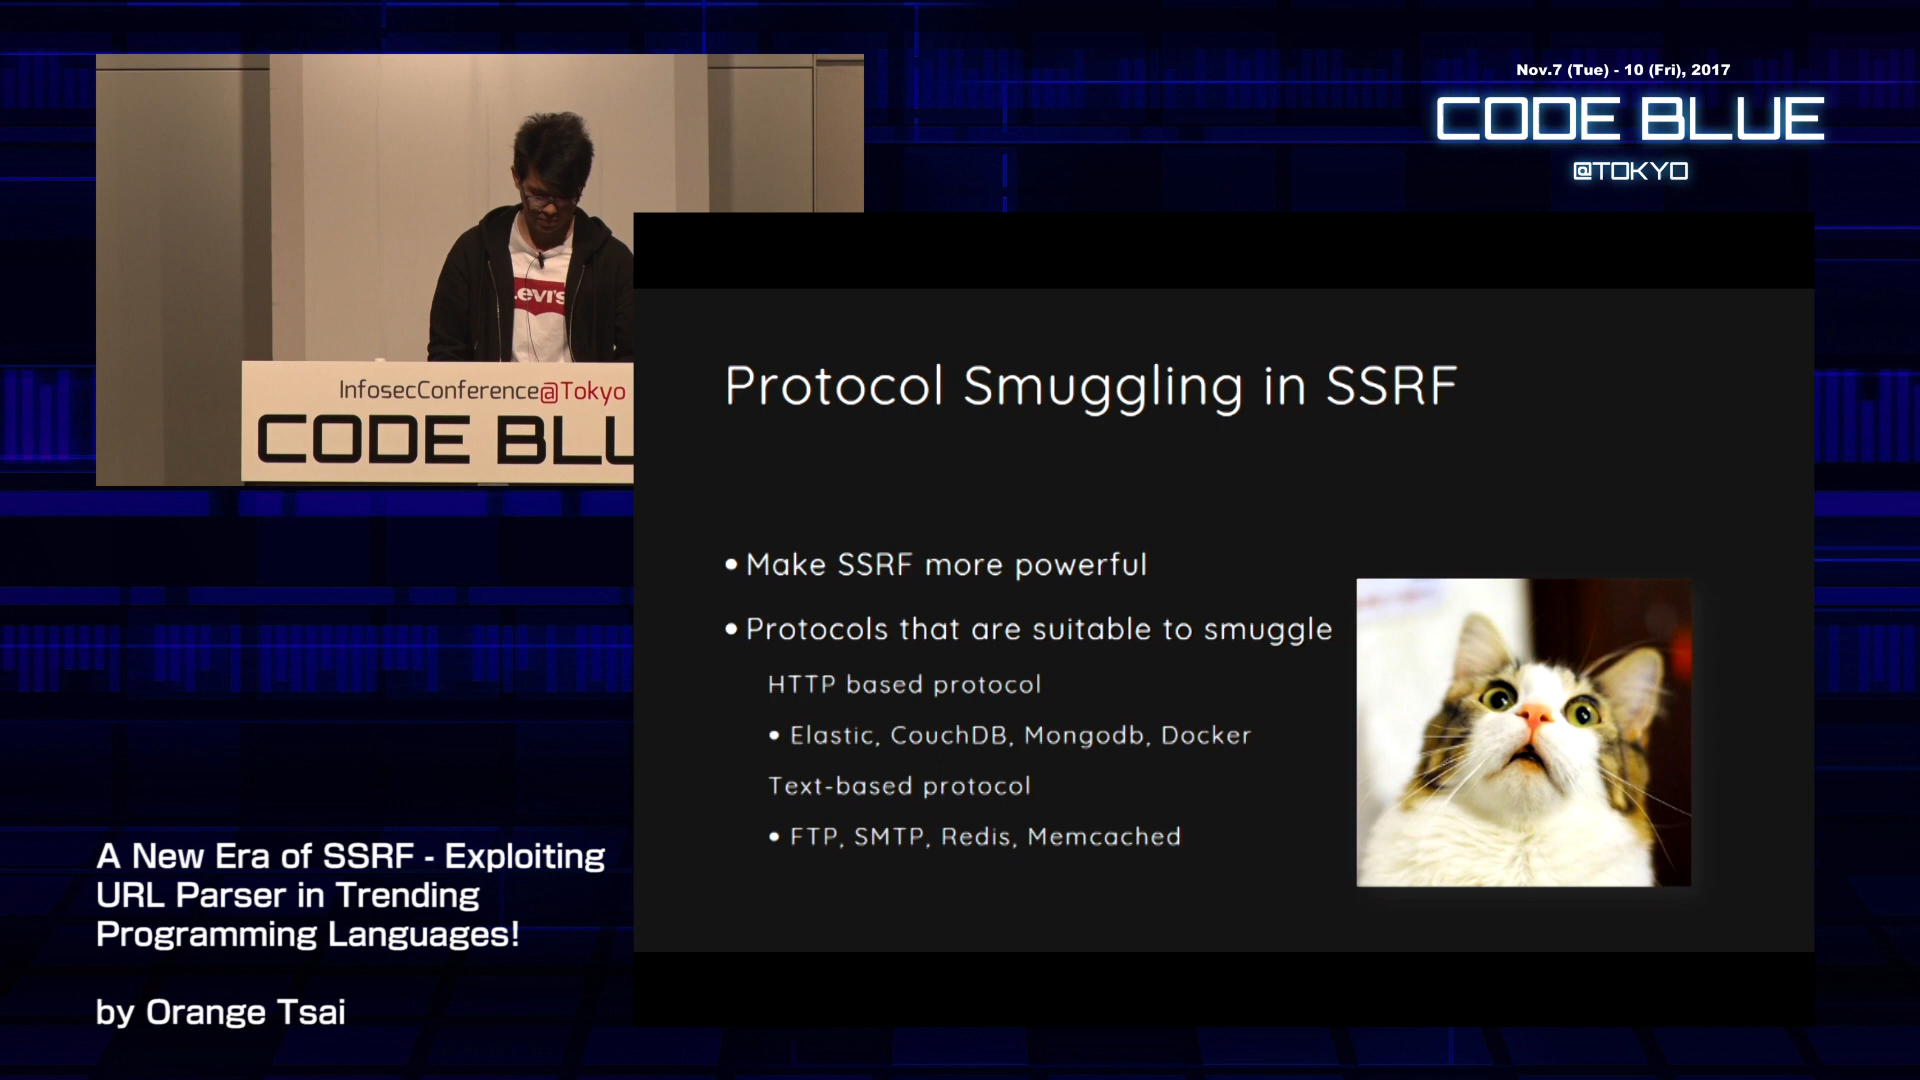 Nov.7 (Tue) - 10 (Fri), 2017
CODE BLUE
@TOKYO
Levi's
InfosecConference@Tokyo
CODE BLU
Protocol Smuggling in SSRF
• Make SSRF more powerful
• Protocols that are suitable to smuggle
HTTP based protocol
• Elastic, CouchDB, Mongodb, Docker
Text-based protocol
• FTP, SMTP, Redis, Memcached
A New Era of SSRF - Exploiting
URL Parser in Trending
Programming Languages!
by Orange Tsai